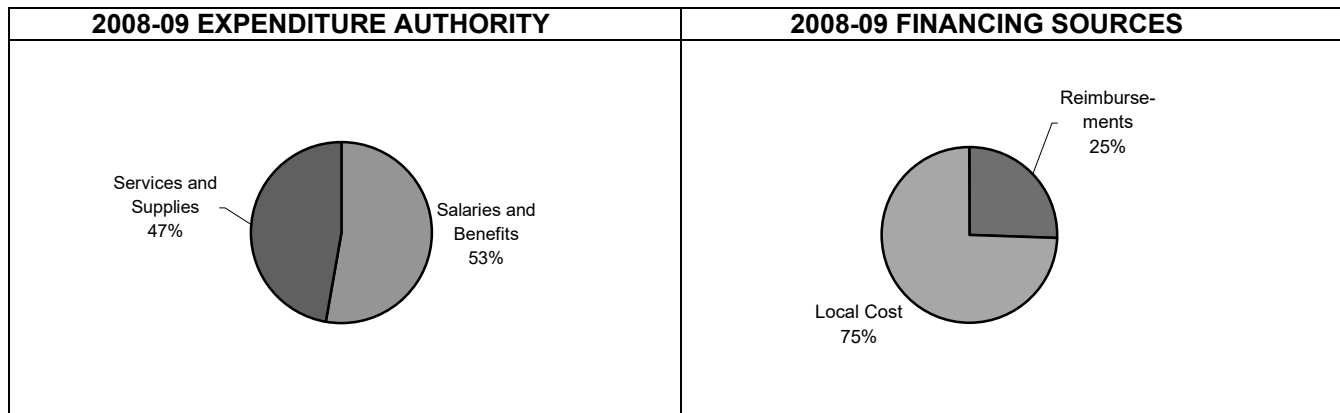 2008-09 EXPENDITURE AUTHORITY
Services and
Supplies
47%
Salaries and
Benefits
53%
2008-09 FINANCING SOURCES
Reimburse-
ments
25%
Local Cost
75%